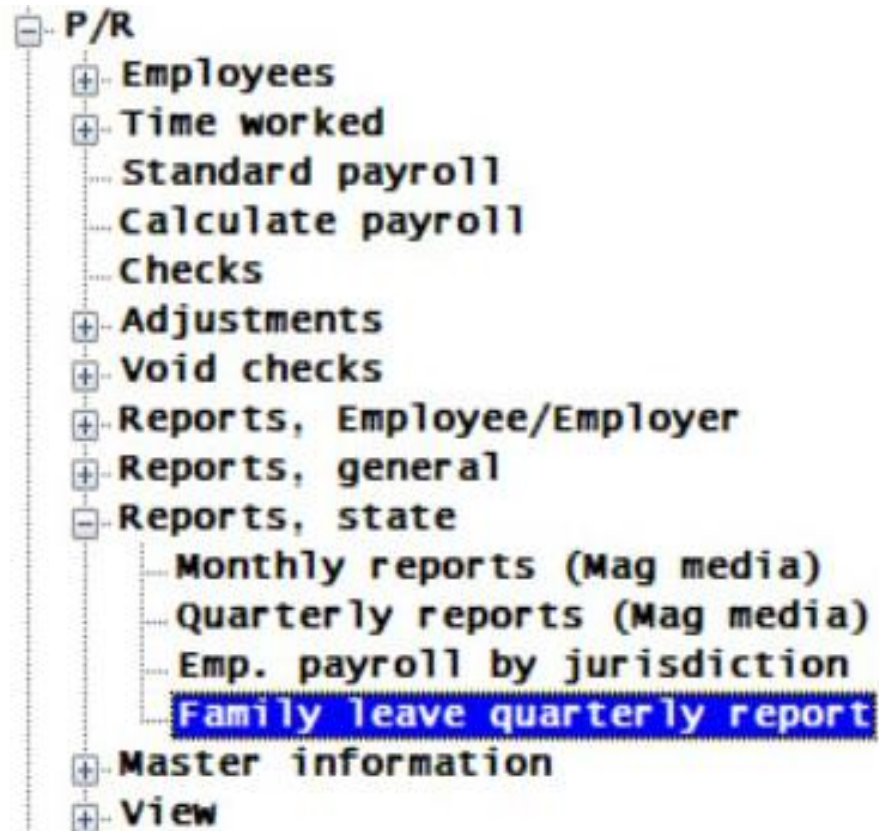 P/R
Employees
Time worked
Standard payroll
Calculate payroll
Checks
Adjustments
Void checks
Reports, Employee/Employer
Reports, general
Reports, state
Monthly reports (Mag media)
Quarterly reports (Mag media)
Emp. payroll by jurisdiction
Family leave quarterly report
Master information
View